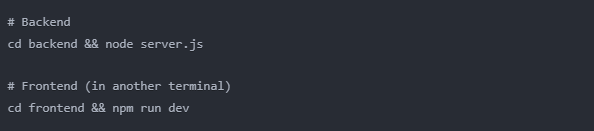 # Backend
cd backend && node server.js
# Frontend (in another terminal)
cd frontend && npm run dev